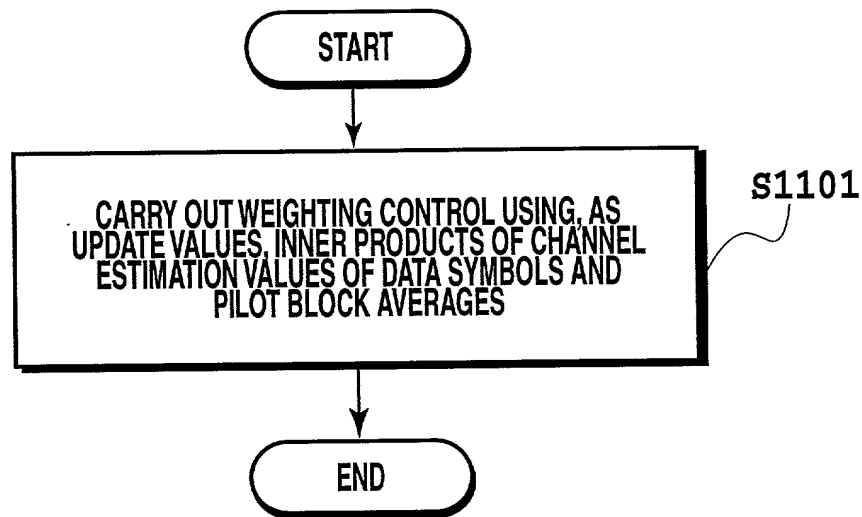 START
CARRY OUT WEIGHTING CONTROL USING, AS
UPDATE VALUES, INNER PRODUCTS OF CHANNEL
ESTIMATION VALUES OF DATA SYMBOLS AND
PILOT BLOCK AVERAGES
S1101
END